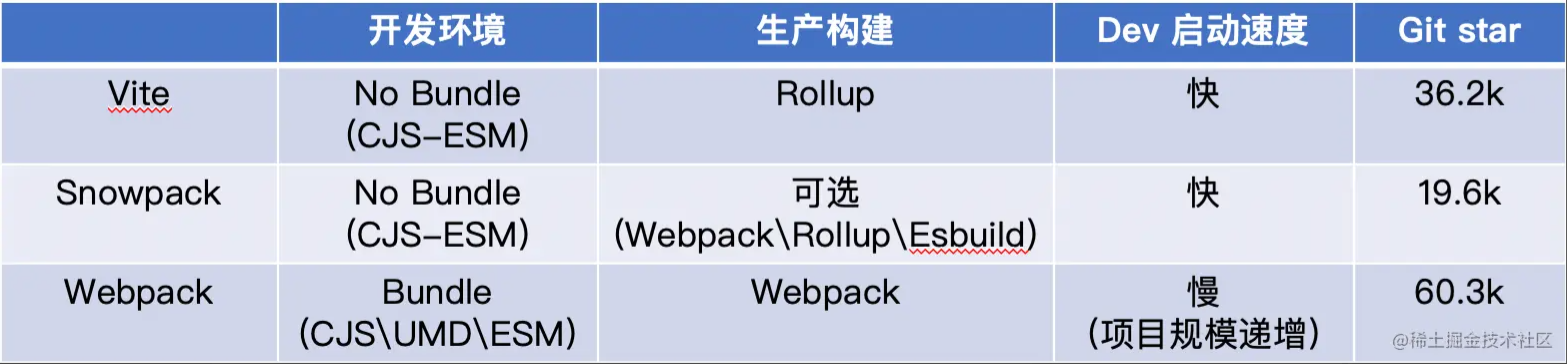 开发环境 生产构建 Dev 启动速度 Git star
Vite No Bundle Rollup 快 36.2k
(CJS-ESM)
Snowpack No Bundle 可选 快 19.6k
(CJS-ESM) (Webpack\Rollup\Esbuild)
Webpack Bundle Webpack 慢 60.3k
(CJS\UMD\ESM) (项目规模递增)
@稀土掘金技术社区